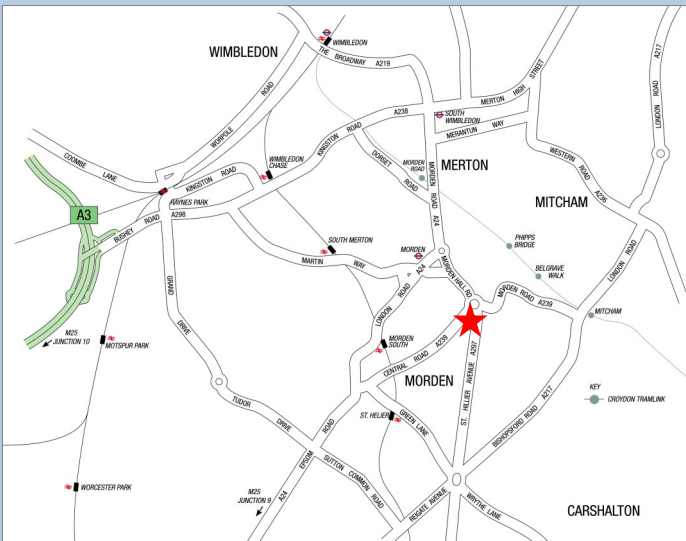 WIMBLEDON
WIMBLEDON
THE BROADWAY A219
A217
LONDON ROAD
WORPOLE ROAD
COOMBE LANE
KINGSTON ROAD
A238
MERTON HIGH STREET
SOUTH
WIMBLEDON
MERANTUN WAY
WIMBLEDON
CHASE
KINGSTON ROAD
DORSET ROAD
MORDEN
ROAD
MERTON
MORDEN ROAD A24
WESTERN ROAD A236
MITCHAM
RAYNES PARK
A3
BUSHEY ROAD A298
SOUTH MERTON
MARTIN WAY
MORDEN
A24
MORDEN HALL RD
PHIPPS
BRIDGE
BELGRAVE
WALK
MORDEN ROAD A239
LONDON ROAD
MITCHAM
GRAND DRIVE
LONDON ROAD
MORDEN
SOUTH
CENTRAL ROAD A239
MORDEN
ST. HILLIER AVENUE A297
M25
JUNCTION 10
MOTSPUR PARK
TUDOR DRIVE
ST. HELIER
GREEN LANE
BISHOPSFORD ROAD A217
KEY
CROYDON TRAMLINK
WORCESTER PARK
M25
JUNCTION 9
A24 EPSOM ROAD
SUTTON COMMON ROAD
REIGATE AVENUE
WRYTHE LANE
CARSHALTON